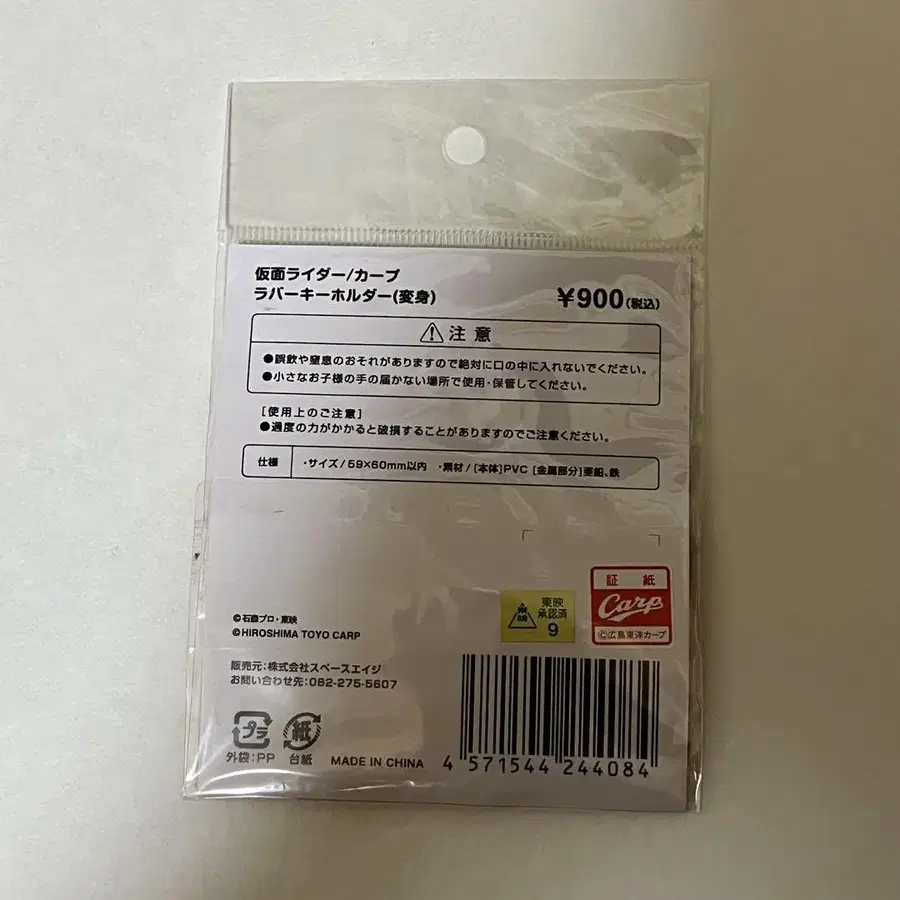 仮面ライダー/カープ
ラバーキーホルダー(変身)
¥900(税込)
注意
●誤飲や窒息のおそれがありますので絶対に口の中に入れないでください。
●小さなお子様の手の届かない場所で使用・保管してください。
[使用上のご注意]
●過度の力がかかると破損することがありますのでご注意ください。
仕様 ・サイズ/59×60mm以内 ・素材/[本体]PVC [金属部分]亜鉛、鉄
東映
承認済
9
証紙
Carp
©広島東洋カープ
©石森プロ・東映
©HIROSHIMA TOYO CARP
販売元:株式会社スペースエイジ
お問い合わせ先:082-275-5607
プラ
外袋:PP
紙
台紙
MADE IN CHINA
4 571544 244084